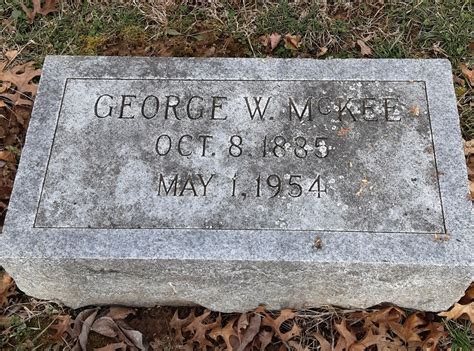 GEORGE W. McKEE
OCT. 8. 1885
MAY 1, 1954